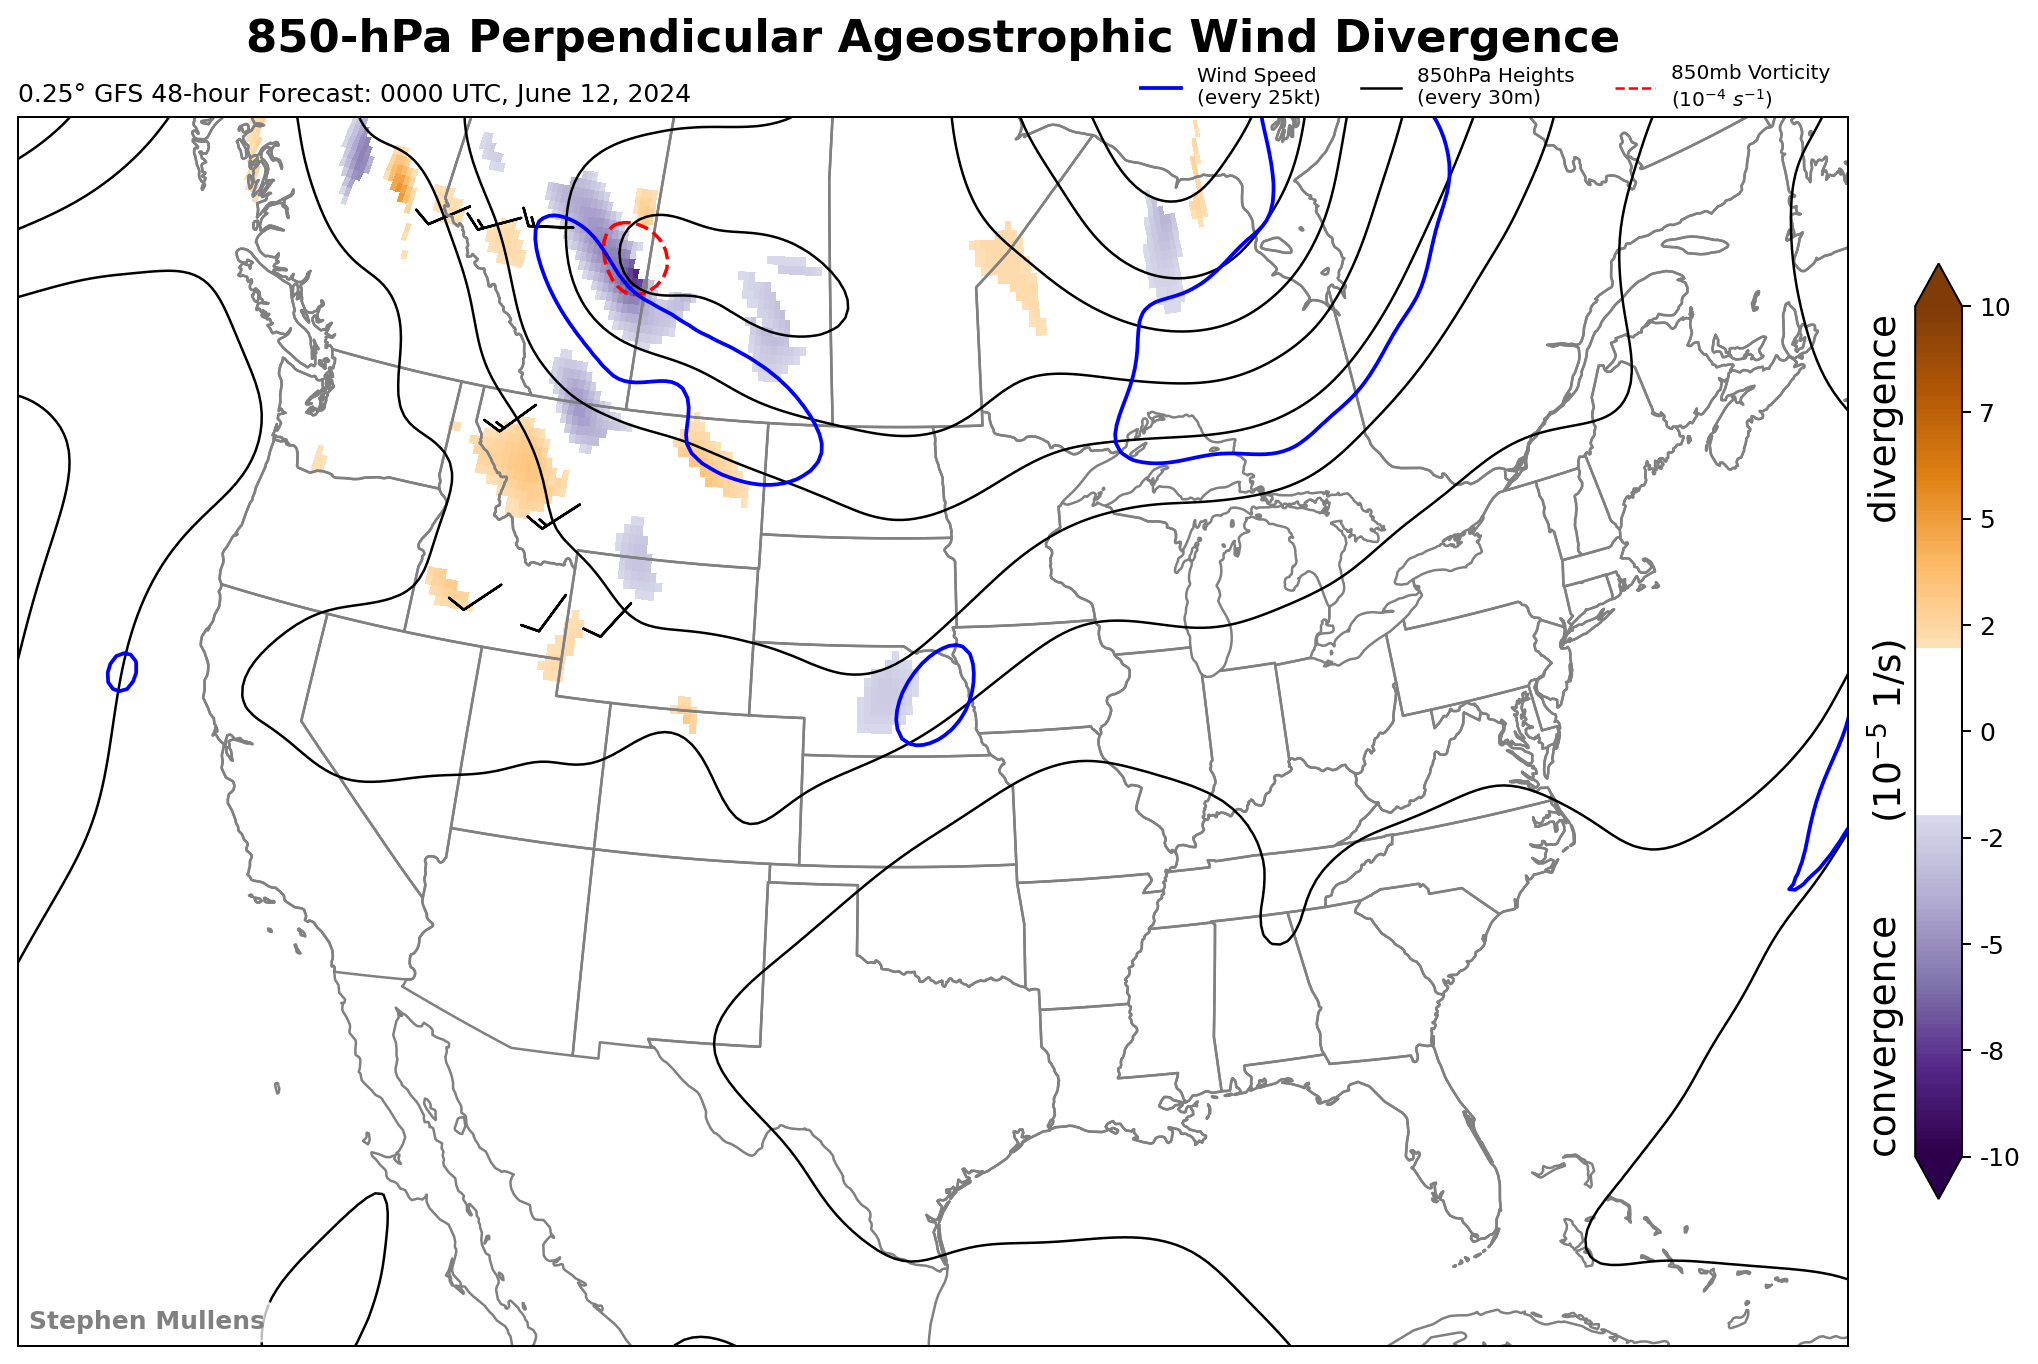 850-hPa Perpendicular Ageostrophic Wind Divergence
0.25° GFS 48-hour Forecast: 0000 UTC, June 12, 2024
Wind Speed
(every 25kt)
850hPa Heights
(every 30m)
850mb Vorticity
(10⁻⁴ s⁻¹)
10
7
5
2
0
-2
-5
-8
-10
convergence (10⁻⁵ 1/s) divergence
Stephen Mullens